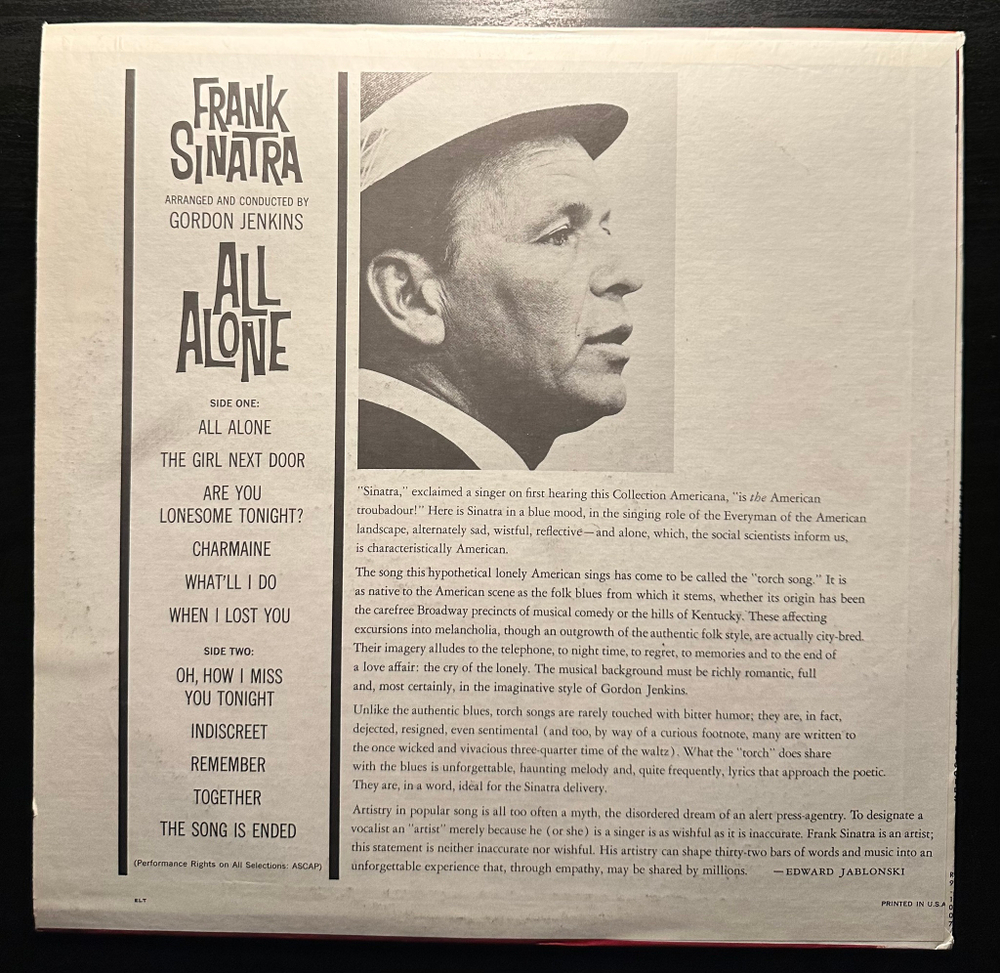 FRANK
SINATRA
ARRANGED AND CONDUCTED BY
GORDON JENKINS
ALL
ALONE
SIDE ONE:
ALL ALONE
THE GIRL NEXT DOOR
ARE YOU
LONESOME TONIGHT?
CHARMAINE
WHAT'LL I DO
WHEN I LOST YOU
SIDE TWO:
OH, HOW I MISS
YOU TONIGHT
INDISCREET
REMEMBER
TOGETHER
THE SONG IS ENDED
(Performance Rights on All Selections: ASCAP)
"Sinatra," exclaimed a singer on first hearing this Collection Americana, "is the American
troubadour!" Here is Sinatra in a blue mood, in the singing role of the Everyman of the American
landscape, alternately sad, wistful, reflective—and alone, which, the social scientists inform us,
is characteristically American.
The song this hypothetical lonely American sings has come to be called the "torch song." It is
as native to the American scene as the folk blues from which it stems, whether its origin has been
the carefree Broadway precincts of musical comedy or the hills of Kentucky. These affecting
excursions into melancholia, though an outgrowth of the authentic folk style, are actually city-bred.
Their imagery alludes to the telephone, to night time, to regret, to memories and to the end of
a love affair: the cry of the lonely. The musical background must be richly romantic, full
and, most certainly, in the imaginative style of Gordon Jenkins.
Unlike the authentic blues, torch songs are rarely touched with bitter humor; they are, in fact,
dejected, resigned, even sentimental (and too, by way of a curious footnote, many are written to
the once wicked and vivacious three-quarter time of the waltz). What the "torch" does share
with the blues is unforgettable, haunting melody and, quite frequently, lyrics that approach the poetic.
They are, in a word, ideal for the Sinatra delivery.
Artistry in popular song is all too often a myth, the disordered dream of an alert press-agentry. To designate a
vocalist an "artist" merely because he (or she) is a singer is as wishful as it is inaccurate. Frank Sinatra is an artist;
this statement is neither inaccurate nor wishful. His artistry can shape thirty-two bars of words and music into an
unforgettable experience that, through empathy, may be shared by millions. —EDWARD JABLONSKI
ELT
PRINTED IN U.S.A